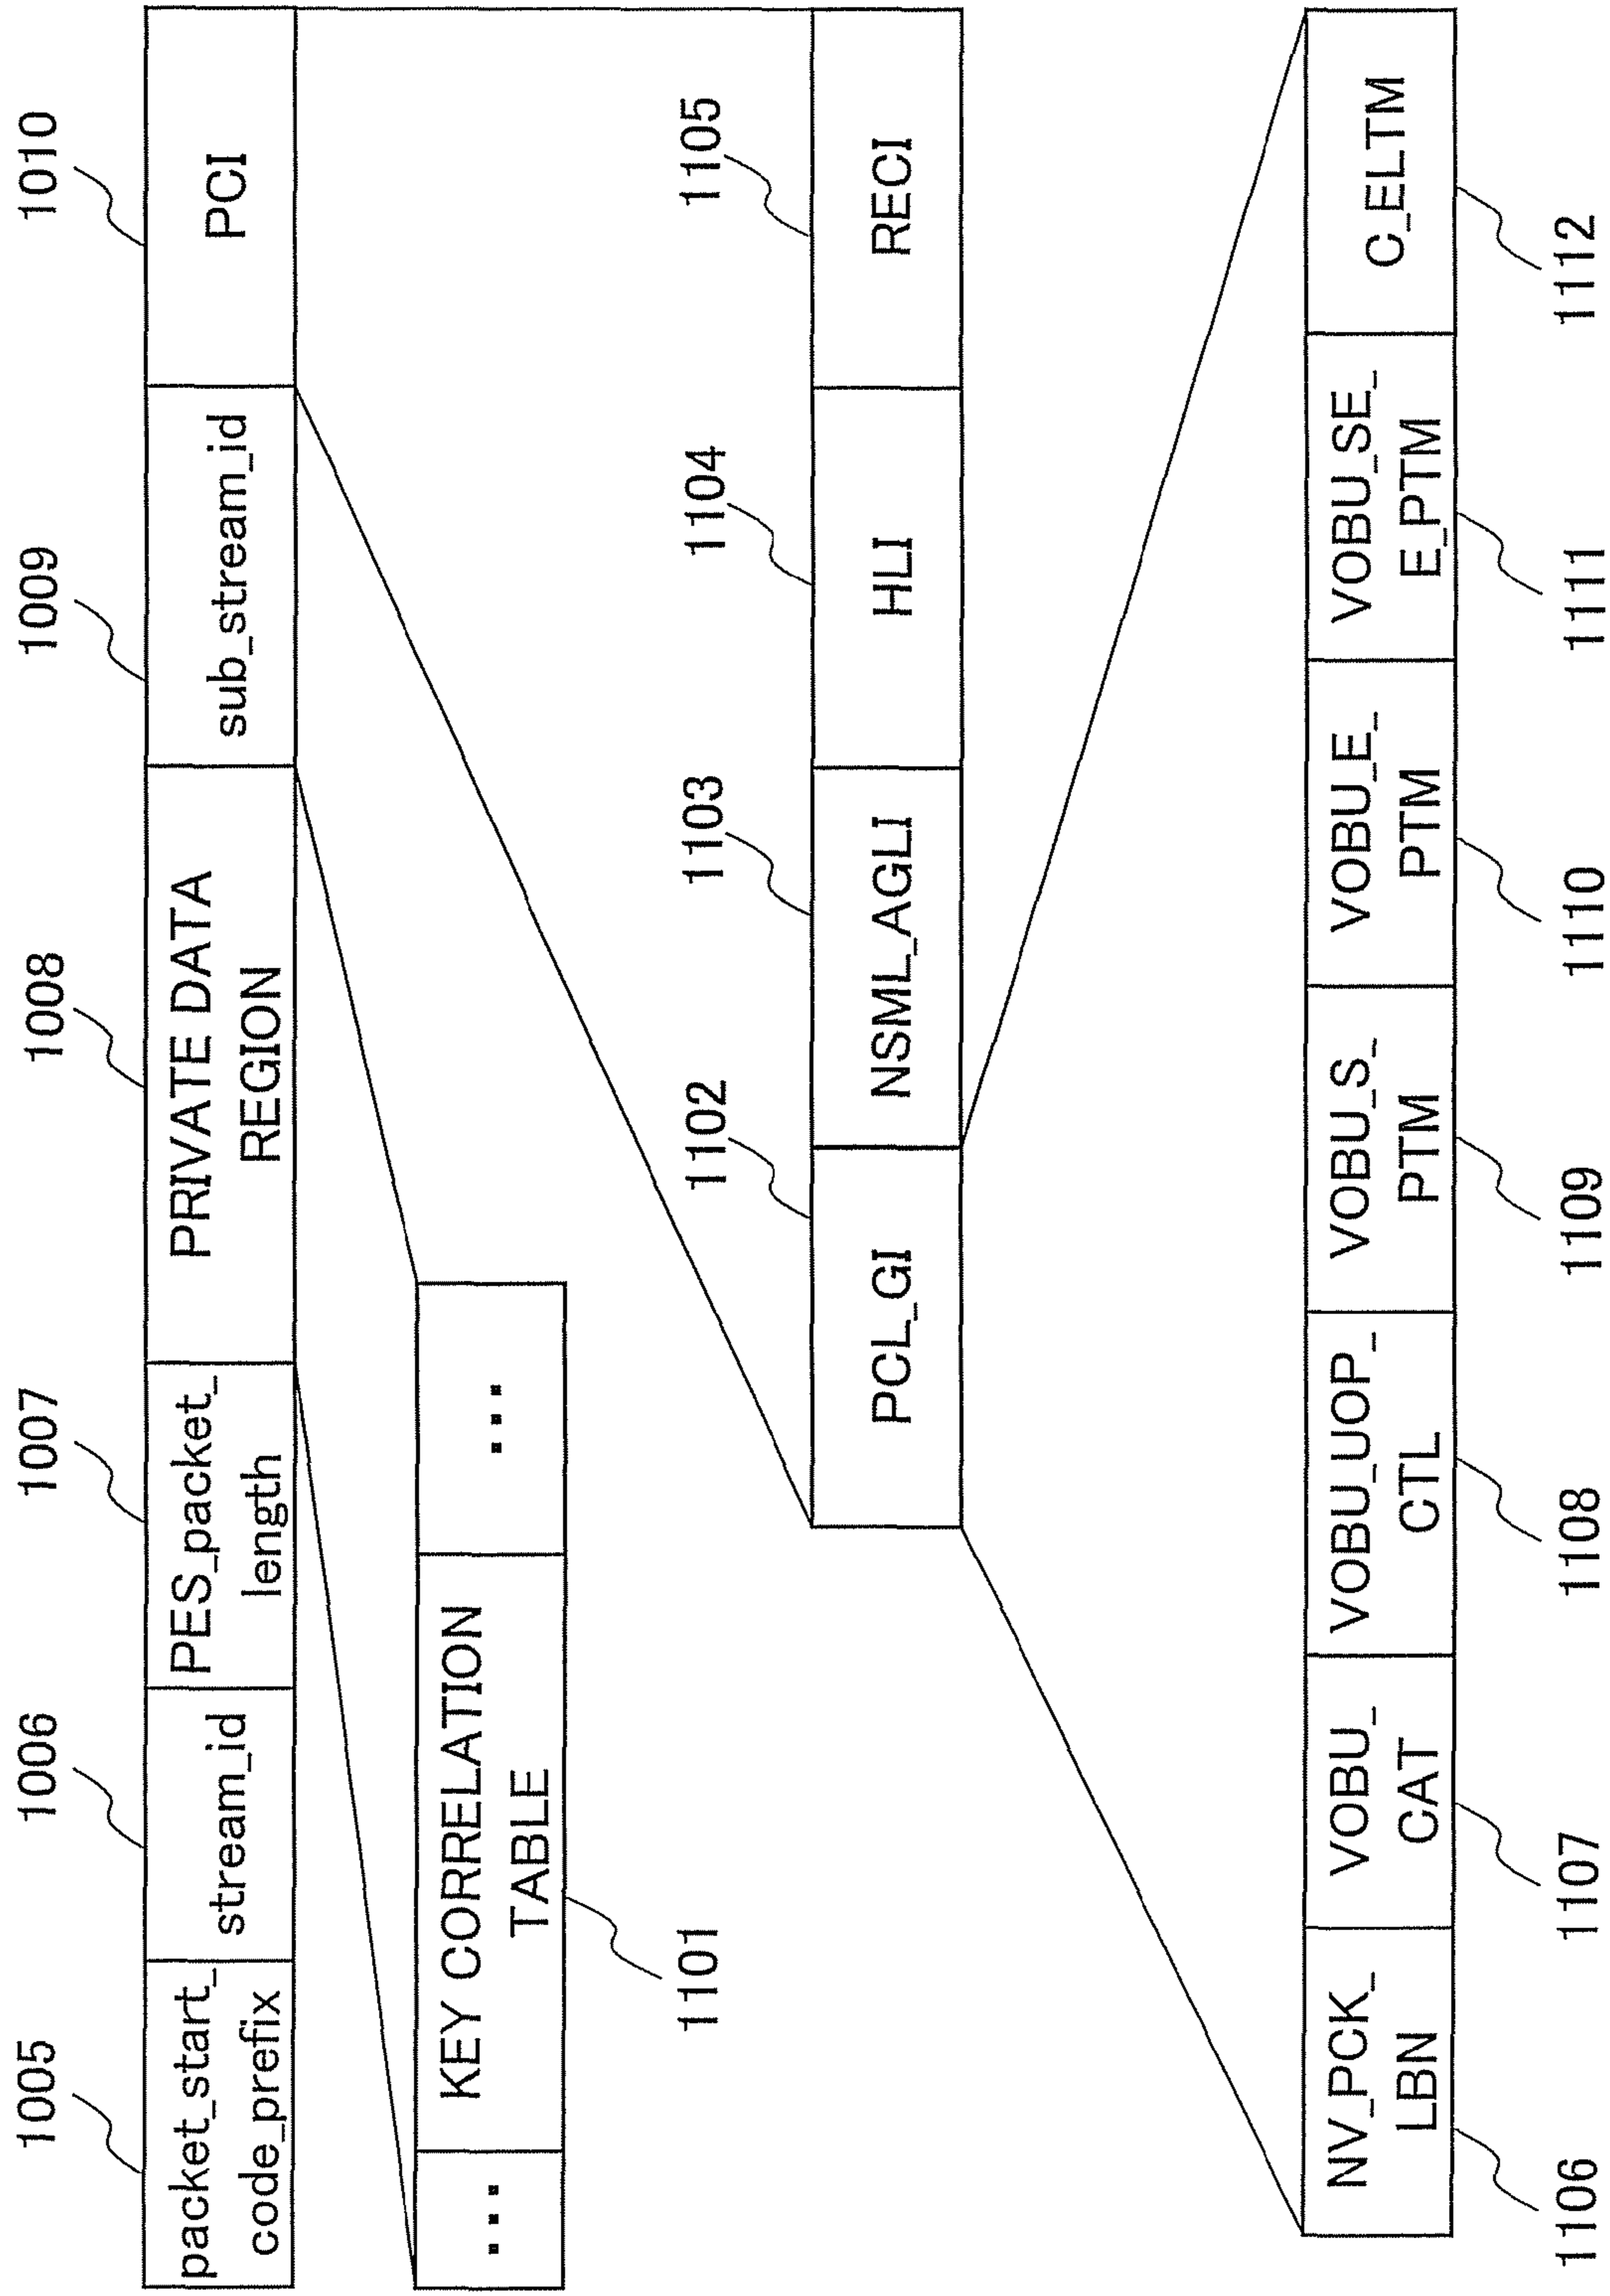 1005
1006
1007
1008
1009
1010
packet_start_
code_prefix
stream_id
PES_packet_
length
PRIVATE DATA
REGION
sub_stream_id
PCI
...
KEY CORRELATION
TABLE
...
1101
1102
1103
1104
1105
PCI_GI
NSML_AGLI
HLI
RECI
NV_PCK_
LBN
VOBU_
CAT
VOBU_UOP_
CTL
VOBU_S_
PTM
VOBU_E_
PTM
VOBU_SE_
E_PTM
C_ELTM
1106
1107
1108
1109
1110
1111
1112